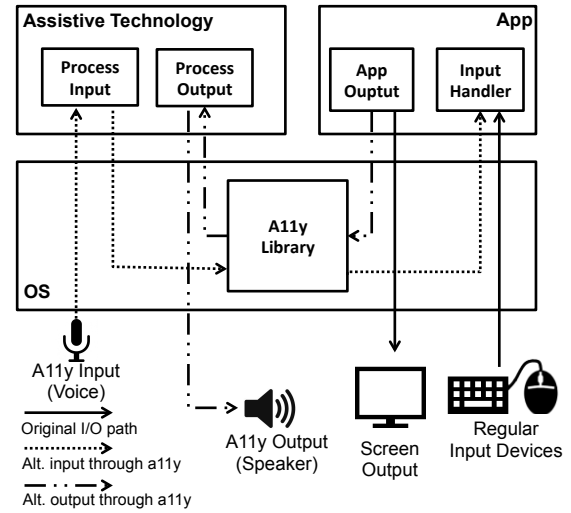 Assistive Technology
App
Process
Input
Process
Output
App
Ouptut
Input
Handler
A11y
Library
OS
A11y Input
(Voice)
Original I/O path
Alt. input through a11y
Alt. output through a11y
A11y Output
(Speaker)
Screen
Output
Regular
Input Devices